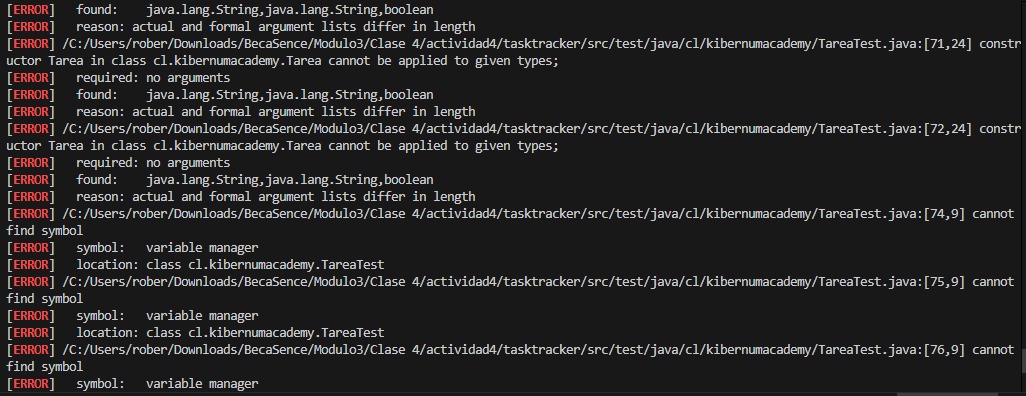 [ERROR]   found:    java.lang.String,java.lang.String,boolean
[ERROR]   reason: actual and formal argument lists differ in length
[ERROR] /C:/Users/rober/Downloads/BecaSence/Modulo3/Clase 4/actividad4/tasktracker/src/test/java/cl/kibernumacademy/TareaTest.java:[71,24] constr
uctor Tarea in class cl.kibernumacademy.Tarea cannot be applied to given types;
[ERROR]   required: no arguments
[ERROR]   found:    java.lang.String,java.lang.String,boolean
[ERROR]   reason: actual and formal argument lists differ in length
[ERROR] /C:/Users/rober/Downloads/BecaSence/Modulo3/Clase 4/actividad4/tasktracker/src/test/java/cl/kibernumacademy/TareaTest.java:[72,24] constr
uctor Tarea in class cl.kibernumacademy.Tarea cannot be applied to given types;
[ERROR]   required: no arguments
[ERROR]   found:    java.lang.String,java.lang.String,boolean
[ERROR]   reason: actual and formal argument lists differ in length
[ERROR] /C:/Users/rober/Downloads/BecaSence/Modulo3/Clase 4/actividad4/tasktracker/src/test/java/cl/kibernumacademy/TareaTest.java:[74,9] cannot
find symbol
[ERROR]   symbol:   variable manager
[ERROR]   location: class cl.kibernumacademy.TareaTest
[ERROR] /C:/Users/rober/Downloads/BecaSence/Modulo3/Clase 4/actividad4/tasktracker/src/test/java/cl/kibernumacademy/TareaTest.java:[75,9] cannot
find symbol
[ERROR]   symbol:   variable manager
[ERROR]   location: class cl.kibernumacademy.TareaTest
[ERROR] /C:/Users/rober/Downloads/BecaSence/Modulo3/Clase 4/actividad4/tasktracker/src/test/java/cl/kibernumacademy/TareaTest.java:[76,9] cannot
find symbol
[ERROR]   symbol:   variable manager